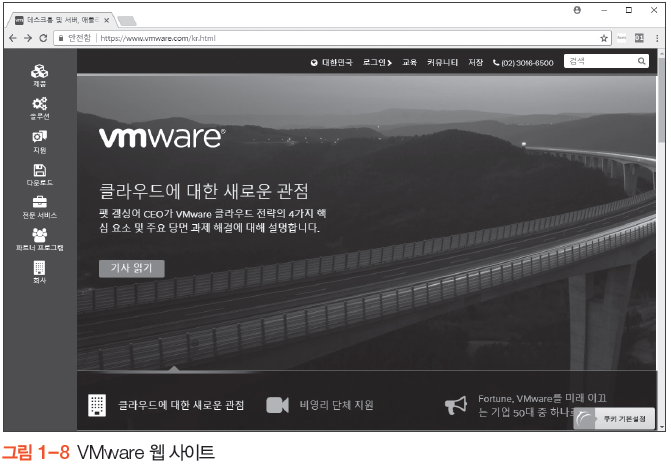 데스크톱 및 서버, 애플리
안전함 https://www.vmware.com/kr.html
대한민국 로그인 교육 커뮤니티 저장 (02) 3016-6500 검색
제품
솔루션
지원
다운로드
전문 서비스
파트너 프로그램
회사
vmware®
클라우드에 대한 새로운 관점
팻 겔싱어 CEO가 VMware 클라우드 전략의 4가지 핵
심 요소 및 주요 당면 과제 해결에 대해 설명합니다.
기사 읽기
클라우드에 대한 새로운 관점
비영리 단체 지원
Fortune, VMware를 미래 이끄
는 기업 50대 중 하나로
쿠키 기본설정
그림 1-8 VMware 웹 사이트